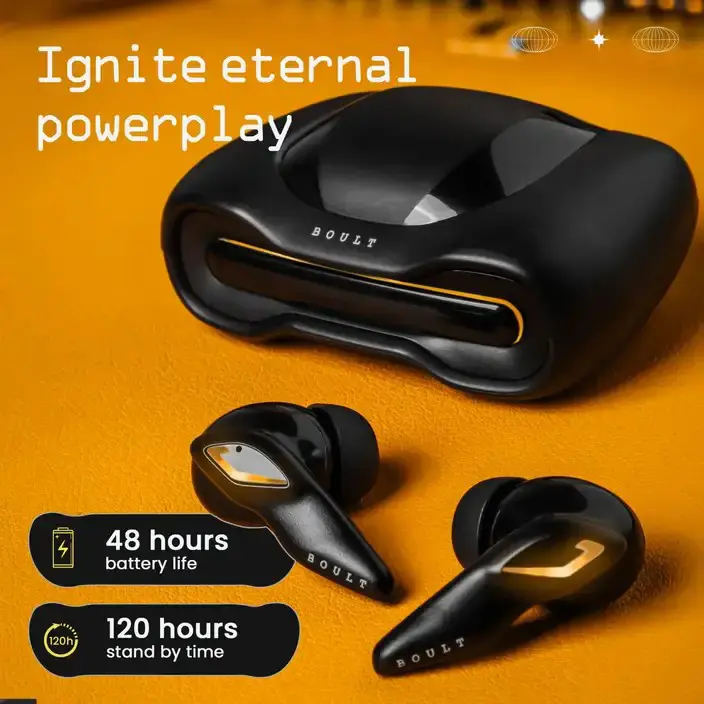 Ignite eternal
powerplay
BOULT
48 hours
battery life
BOULT
120h
120 hours
stand by time
BOULT